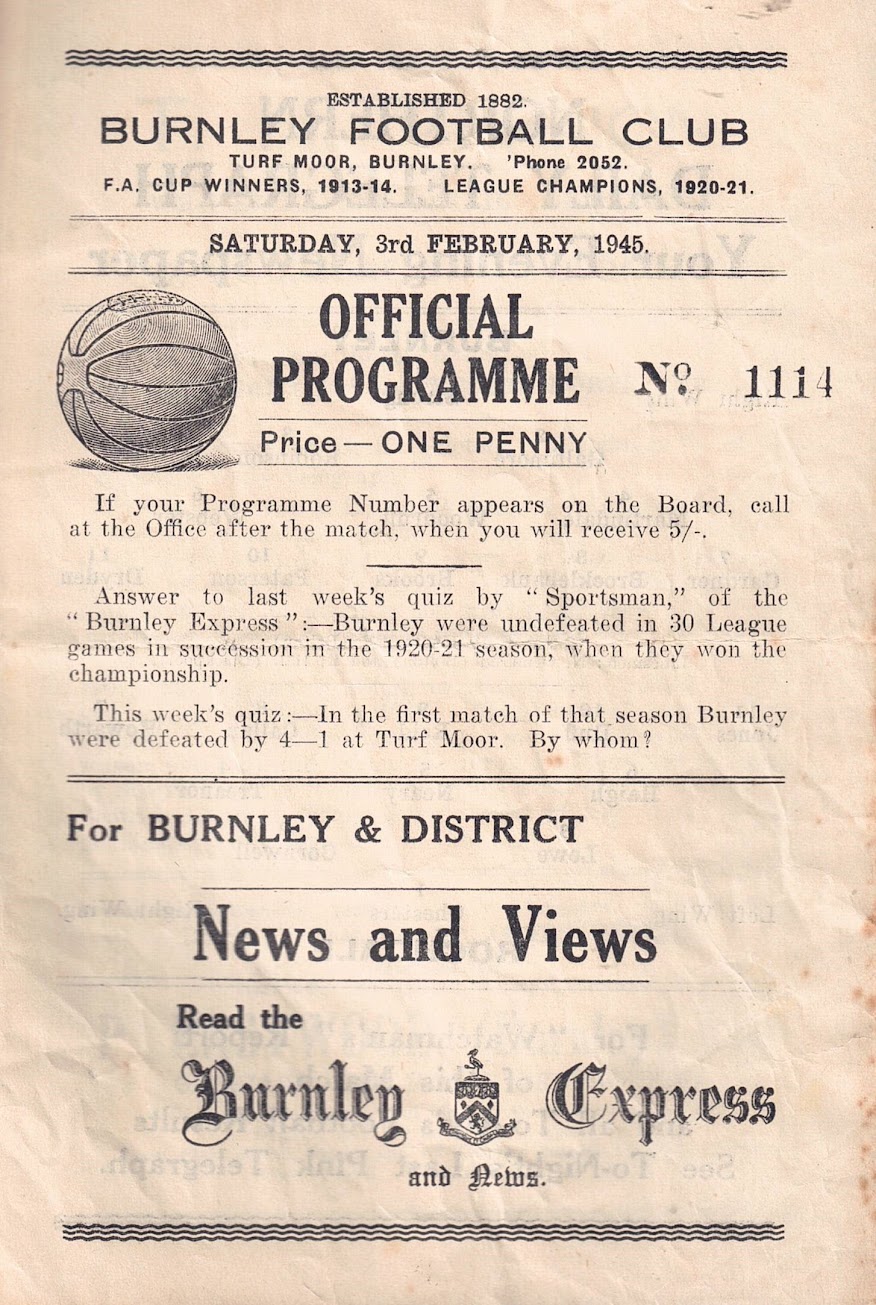 ESTABLISHED 1882.
BURNLEY FOOTBALL CLUB
TURF MOOR, BURNLEY. 'Phone 2052.
F.A. CUP WINNERS, 1913-14. LEAGUE CHAMPIONS, 1920-21.
SATURDAY, 3rd FEBRUARY, 1945.
OFFICIAL
PROGRAMME
Nº 1114
Price — ONE PENNY
If your Programme Number appears on the Board, call
at the Office after the match, when you will receive 5/-.
Answer to last week's quiz by "Sportsman," of the
"Burnley Express":—Burnley were undefeated in 30 League
games in succession in the 1920-21 season, when they won the
championship.
This week's quiz:—In the first match of that season Burnley
were defeated by 4—1 at Turf Moor. By whom?
For BURNLEY & DISTRICT
News and Views
Read the
Burnley Express
and News.